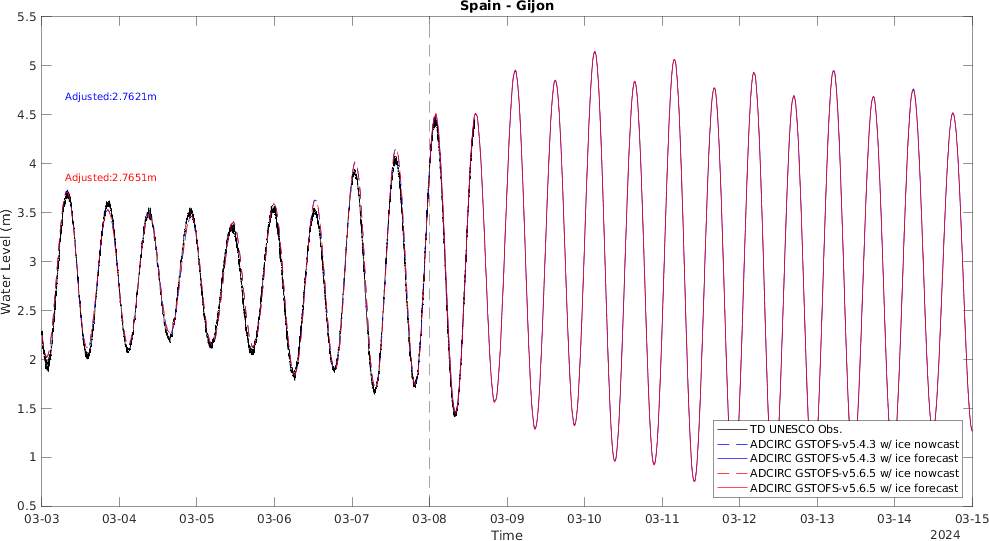 Spain - Gijon
5.5
5
4.5
4
3.5
3
2.5
2
1.5
1
0.5
Water Level (m)
Adjusted:2.7621m
Adjusted:2.7651m
TD UNESCO Obs.
ADCIRC GSTOFS-v5.4.3 w/ ice nowcast
ADCIRC GSTOFS-v5.4.3 w/ ice forecast
ADCIRC GSTOFS-v5.6.5 w/ ice nowcast
ADCIRC GSTOFS-v5.6.5 w/ ice forecast
03-03 03-04 03-05 03-06 03-07 03-08 03-09 03-10 03-11 03-12 03-13 03-14 03-15
Time
2024